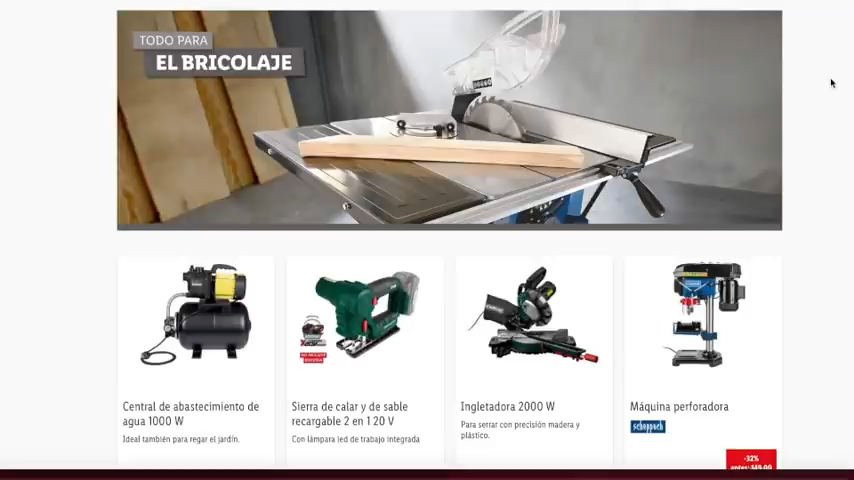 TODO PARA
EL BRICOLAJE
Central de abastecimiento de
agua 1000 W
Ideal también para regar el jardín.
Sierra de calar y de sable
recargable 2 en 1 20 V
Con lámpara led de trabajo integrada
Ingletadora 2000 W
Para serrar con precisión madera y
plástico.
Máquina perforadora
scheppach
-32%
antes: